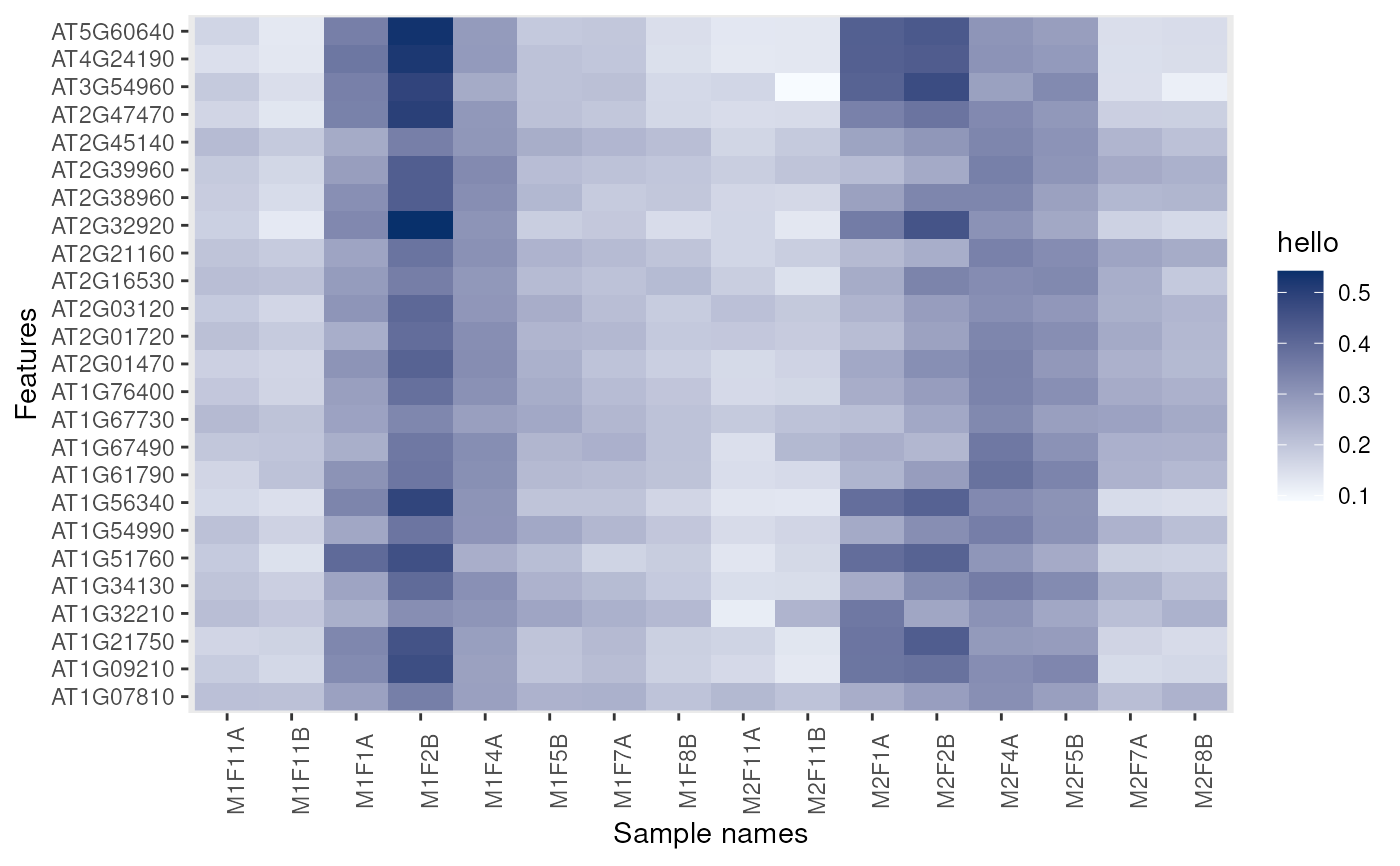 AT5G60640
AT4G24190
AT3G54960
AT2G47470
AT2G45140
AT2G39960
AT2G38960
AT2G32920
AT2G21160
AT2G16530
AT2G03120
AT2G01720
AT2G01470
AT1G76400
AT1G67730
AT1G67490
AT1G61790
AT1G56340
AT1G54990
AT1G51760
AT1G34130
AT1G32210
AT1G21750
AT1G09210
AT1G07810
Features
M1F11A
M1F11B
M1F1A
M1F2B
M1F4A
M1F5B
M1F7A
M1F8B
M2F11A
M2F11B
M2F1A
M2F2B
M2F4A
M2F5B
M2F7A
M2F8B
Sample names
hello
0.5
0.4
0.3
0.2
0.1